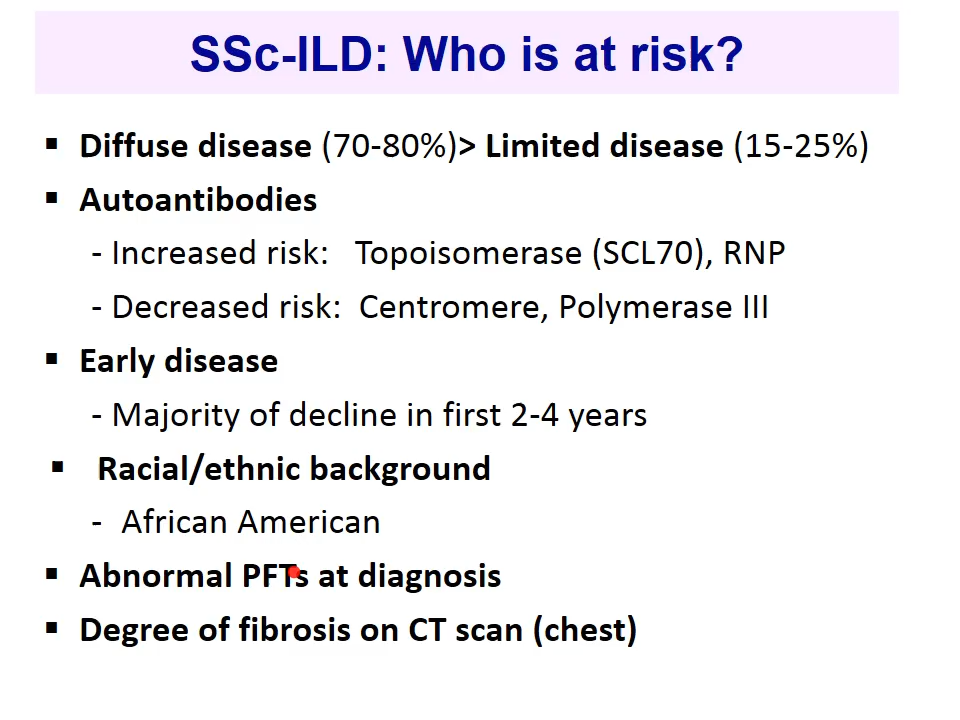 SSc-ILD: Who is at risk?
▪ Diffuse disease (70-80%)> Limited disease (15-25%)
▪ Autoantibodies
- Increased risk: Topoisomerase (SCL70), RNP
- Decreased risk: Centromere, Polymerase III
▪ Early disease
- Majority of decline in first 2-4 years
▪ Racial/ethnic background
- African American
▪ Abnormal PFTs at diagnosis
▪ Degree of fibrosis on CT scan (chest)